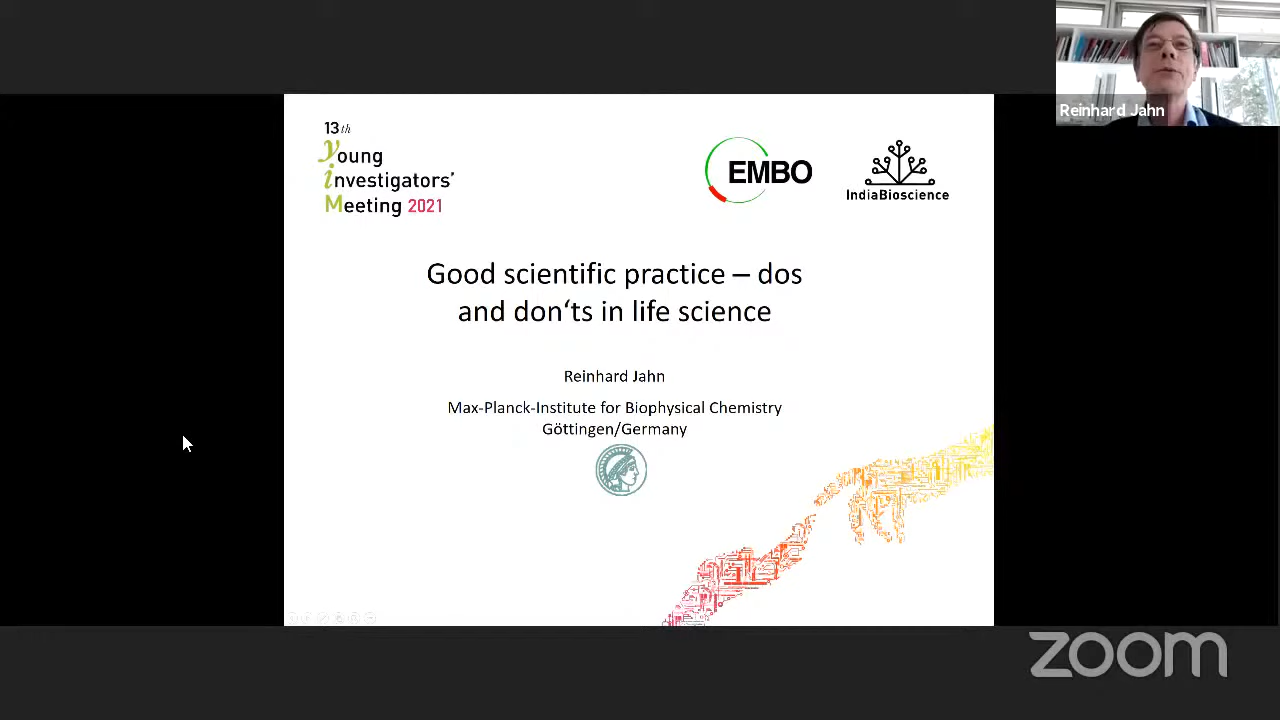 Reinhard Jahn
13th
Young
investigators'
Meeting 2021
EMBO
IndiaBioscience
Good scientific practice – dos
and don‘ts in life science
Reinhard Jahn
Max-Planck-Institute for Biophysical Chemistry
Göttingen/Germany
zoom